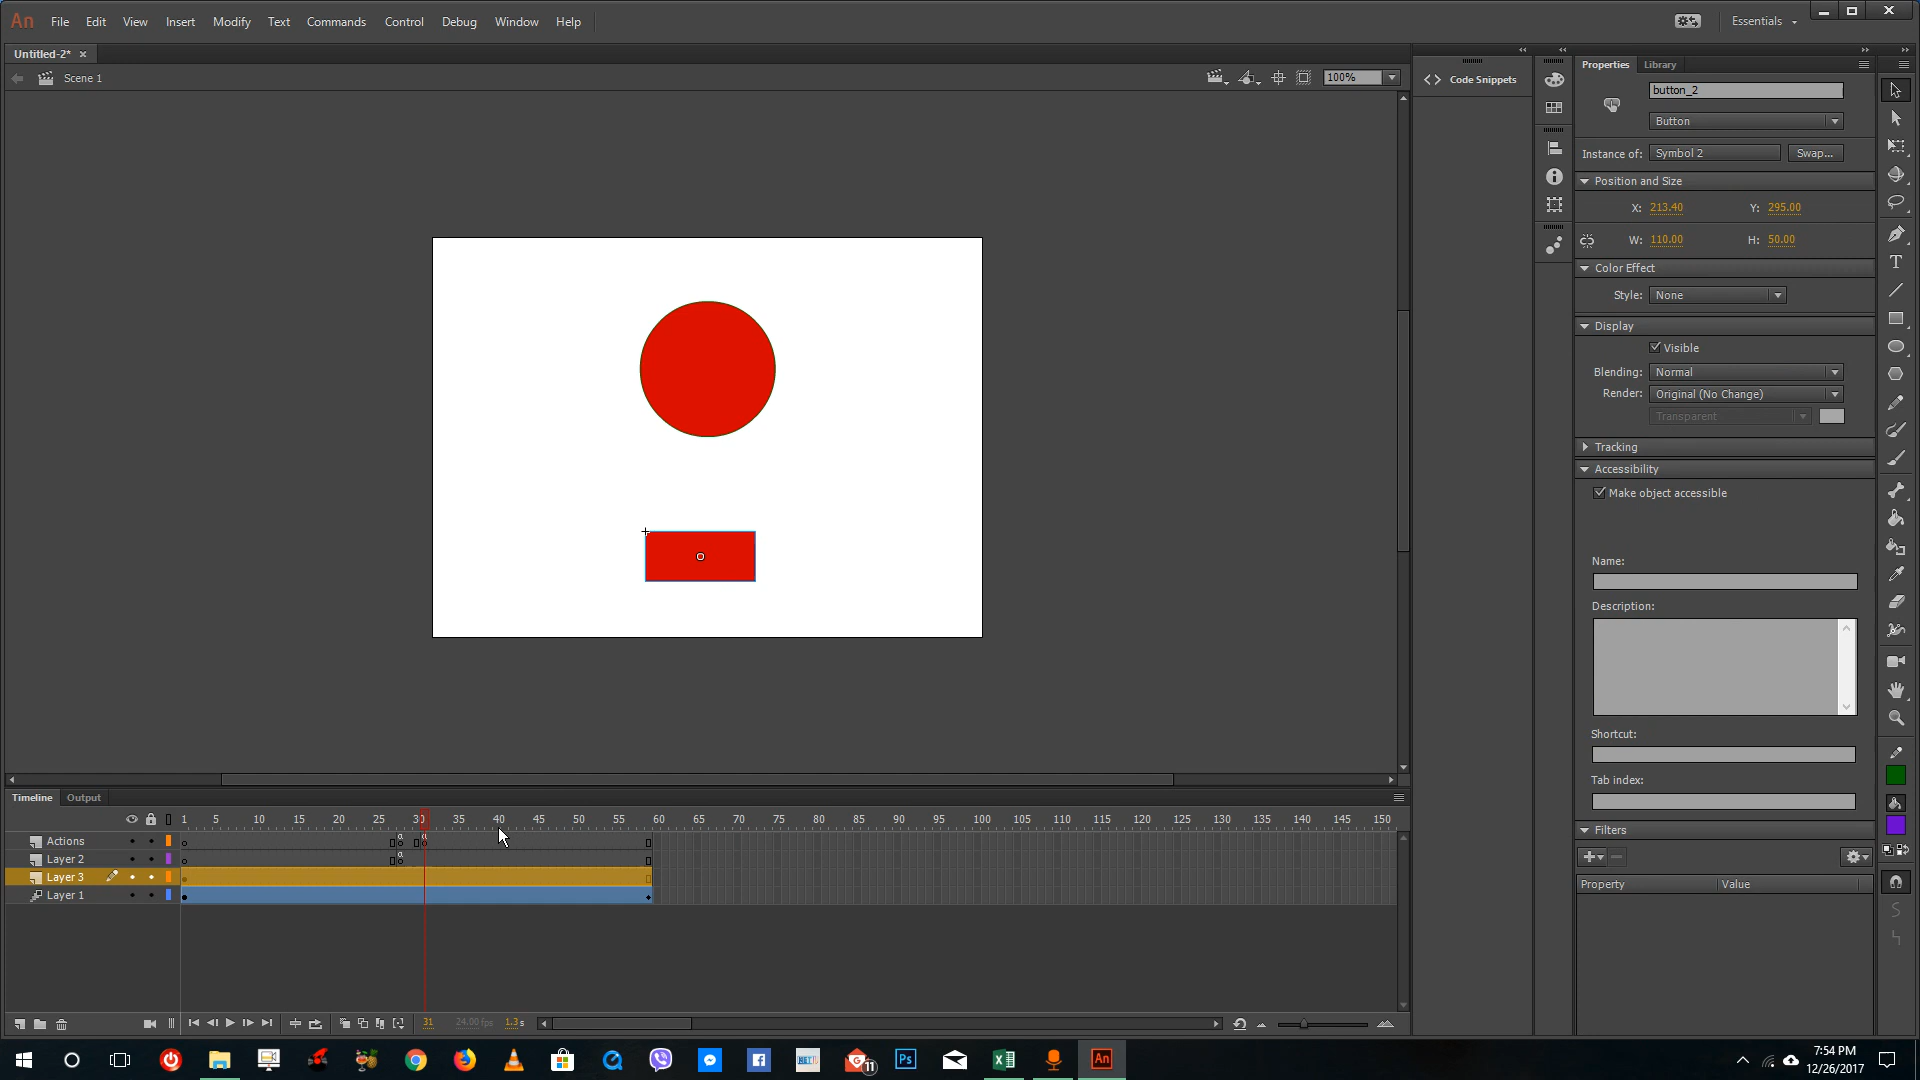 An File Edit View Insert Modify Text Commands Control Debug Window Help Essentials
Untitled-2* ×
Scene 1 100%
Code Snippets
Properties Library
button_2
Button
Instance of: Symbol 2 Swap...
Position and Size
X: 213.40 Y: 295.00
W: 110.00 H: 50.00
Color Effect
Style: None
Display
Visible
Blending: Normal
Render: Original (No Change)
Transparent
Tracking
Accessibility
Make object accessible
Name:
Description:
Shortcut:
Tab index:
Filters
Property Value
Timeline Output
1 5 10 15 20 25 30 35 40 45 50 55 60 65 70 75 80 85 90 95 100 105 110 115 120 125 130 135 140 145 150
Actions
Layer 2
Layer 3
Layer 1
31 24.00 fps 1.3 s
11 Ps An
7:54 PM
12/26/2017